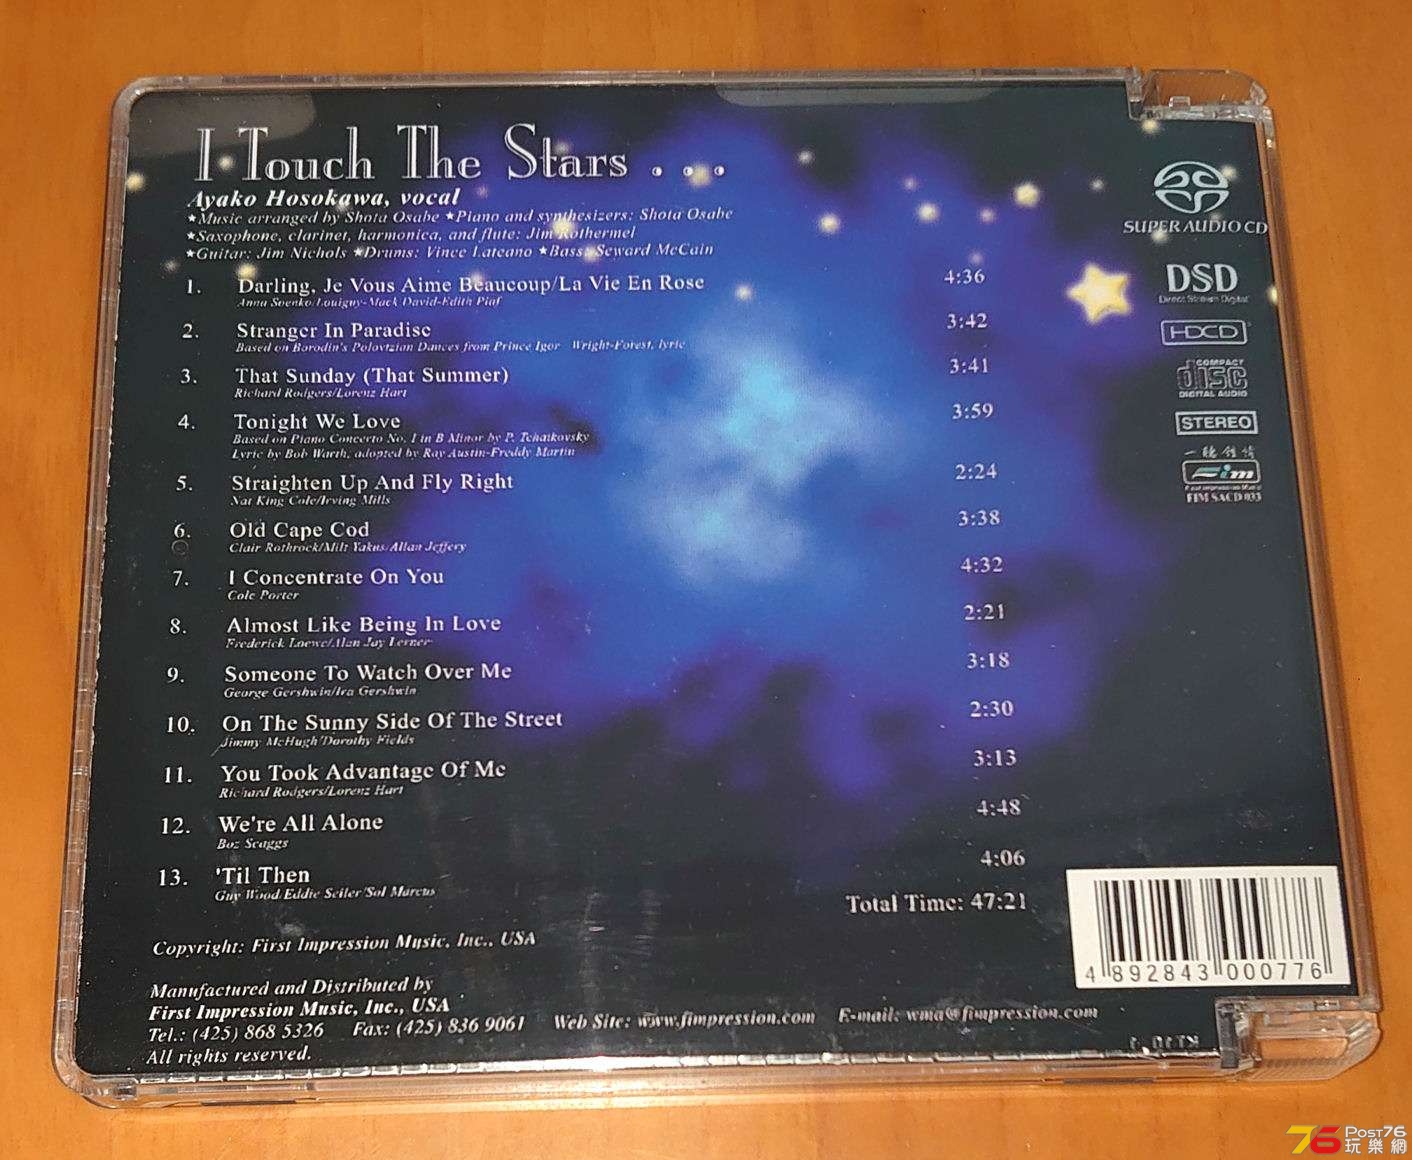 I Touch The Stars . . .
Ayako Hosokawa, vocal
★Music arranged by Shota Osabe ★Piano and synthesizers: Shota Osabe
★Saxophone, clarinet, harmonica, and flute: Jim Rothermel
★Guitar: Jim Nichols ★Drums: Vince Lateano ★Bass: Seward McCain
1. Darling, Je Vous Aime Beaucoup/La Vie En Rose 4:36
Anna Sosenko/Louiguy-Mack David-Edith Piaf
2. Stranger In Paradise 3:42
Based on Borodin's Polovtzian Dances from Prince Igor Wright-Forest, lyric
3. That Sunday (That Summer) 3:41
Richard Rodgers/Lorenz Hart
4. Tonight We Love 3:59
Based on Piano Concerto No. 1 in B Minor by P. Tchaikovsky
Lyric by Bob Worth, adopted by Ray Austin-Freddy Martin
5. Straighten Up And Fly Right 2:24
Nat King Cole/Irving Mills
6. Old Cape Cod 3:38
Clair Rothrock/Milt Yakus/Allan Jeffery
7. I Concentrate On You 4:32
Cole Porter
8. Almost Like Being In Love 2:21
Frederick Loewe/Alan Jay Lerner
9. Someone To Watch Over Me 3:18
George Gershwin/Ira Gershwin
10. On The Sunny Side Of The Street 2:30
Jimmy McHugh/Dorothy Fields
11. You Took Advantage Of Me 3:13
Richard Rodgers/Lorenz Hart
12. We're All Alone 4:48
Boz Scaggs
13. 'Til Then 4:06
Guy Wood/Eddie Seiler/Sol Marcus
Total Time: 47:21
Copyright: First Impression Music, Inc., USA
Manufactured and Distributed by
First Impression Music, Inc., USA
Tel.: (425) 868 5326 Fax: (425) 836 9061 Web Site: www.fimpression.com E-mail: wma@fimpression.com
All rights reserved.
SUPER AUDIO CD
DSD
Direct Stream Digital
HDCD
COMPACT
disc
DIGITAL AUDIO
STEREO
一聽鍾情
Fim
First Impression Music
FIM SACD 033
4 892843 000776
76 POST76
玩樂網